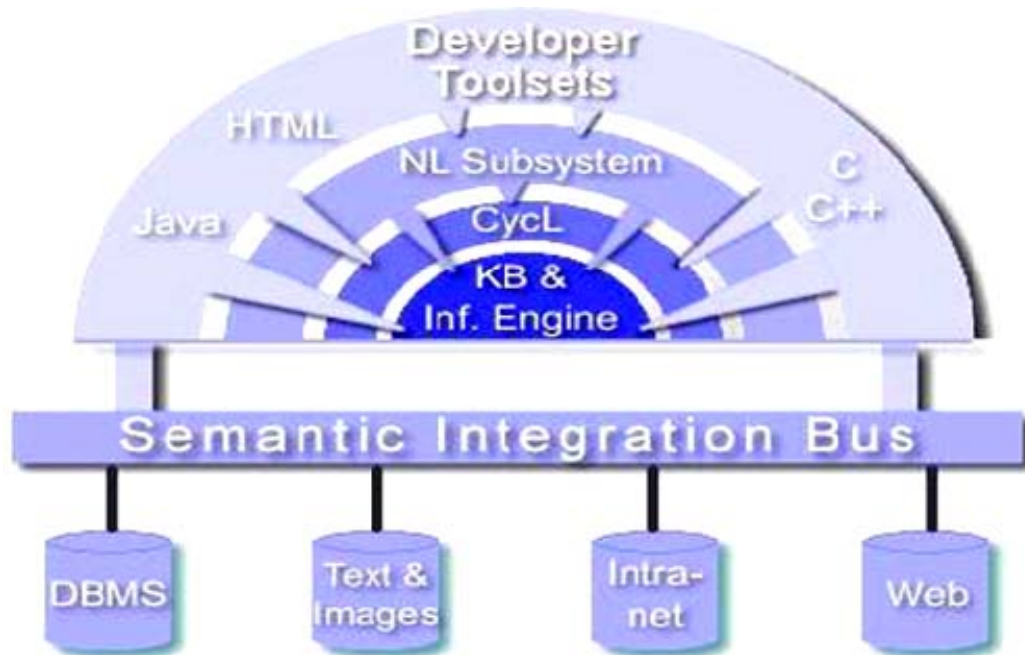 Developer
Toolsets
HTML
NL Subsystem
C
C++
Java
CycL
KB &
Inf. Engine
Semantic Integration Bus
DBMS
Text &
Images
Intra-
net
Web